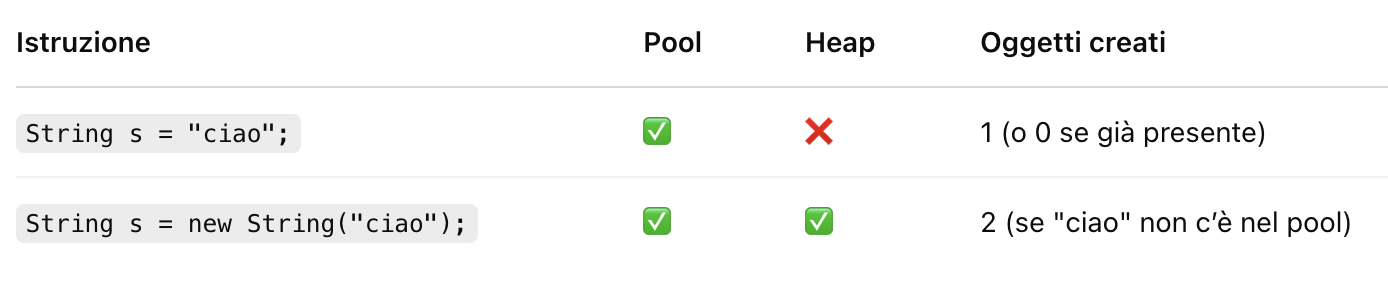 Istruzione Pool Heap Oggetti creati
String s = "ciao"; ✅ ❌ 1 (o 0 se già presente)
String s = new String("ciao"); ✅ ✅ 2 (se "ciao" non c’è nel pool)